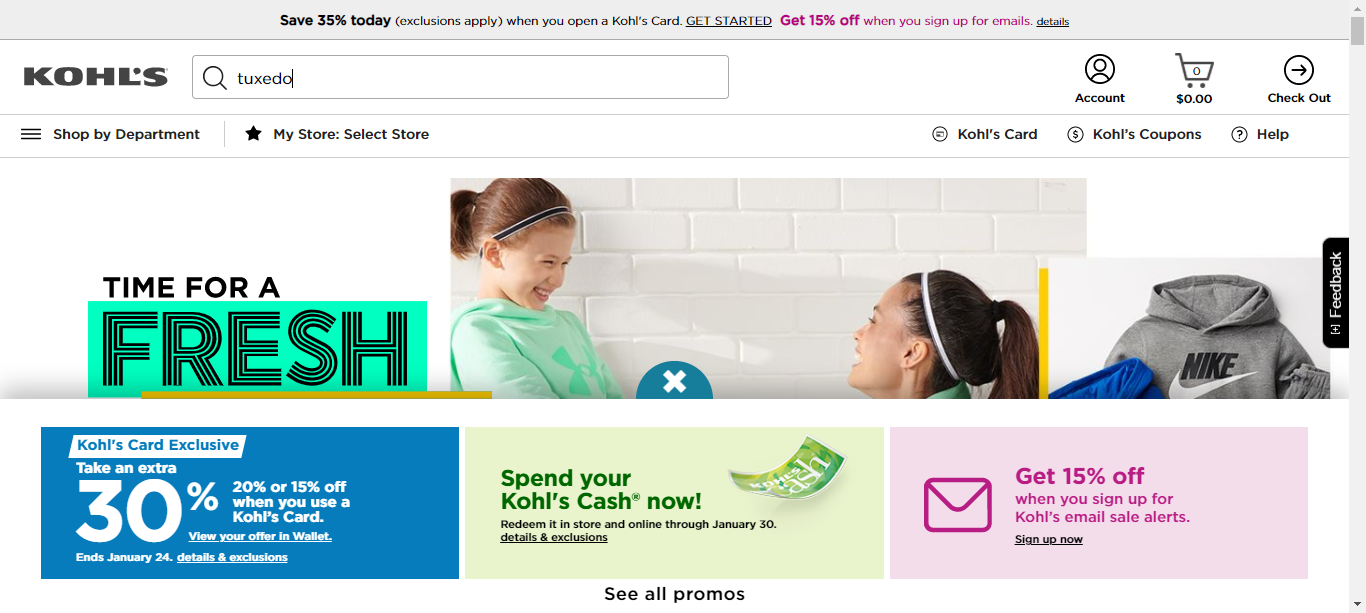 Save 35% today (exclusions apply) when you open a Kohl's Card. GET STARTED Get 15% off when you sign up for emails. details
KOHL'S
tuxedo
Account
0
$0.00
Check Out
Shop by Department
My Store: Select Store
Kohl's Card
$
Kohl's Coupons
?
Help
TIME FOR A
FRESH
NIKE
[+] Feedback
Kohl's Card Exclusive
Take an extra
30%
20% or 15% off
when you use a
Kohl's Card.
View your offer in Wallet.
Ends January 24. details & exclusions
Spend your
Kohl's Cash® now!
Redeem it in store and online through January 30.
details & exclusions
Get 15% off
when you sign up for
Kohl's email sale alerts.
Sign up now
See all promos